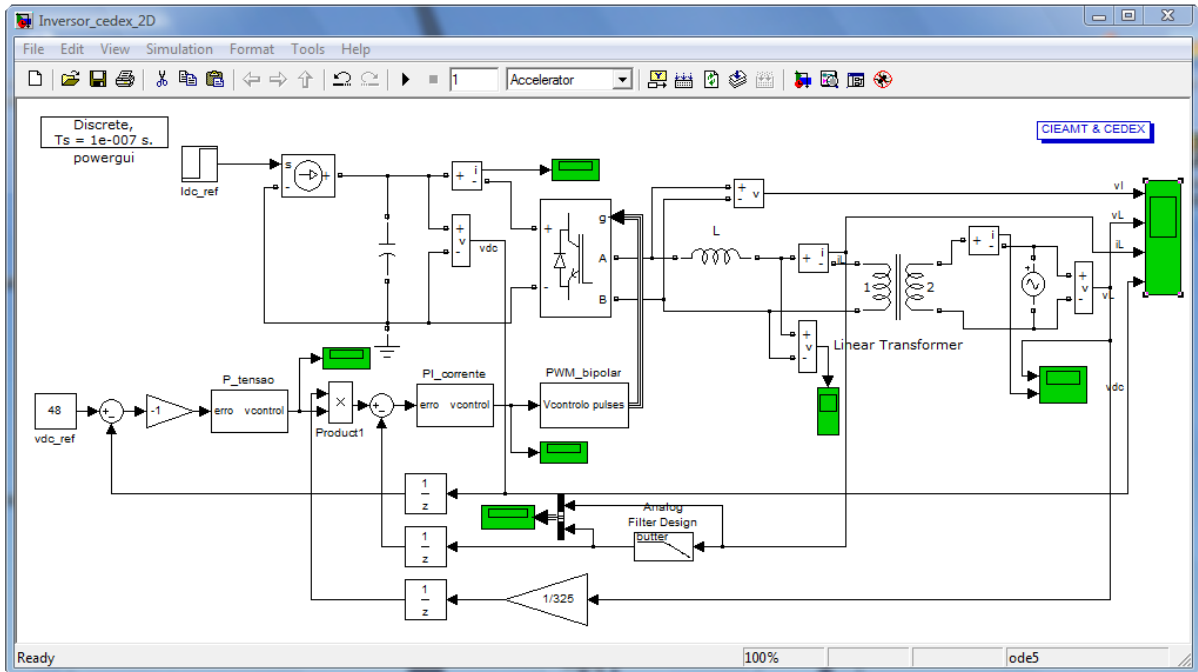 Inversor_cedex_2D
File Edit View Simulation Format Tools Help
1
Accelerator
Discrete,
Ts = 1e-007 s.
powergui
CIEAMT & CEDEX
Idc_ref
s
-
+
+ i
-
+
v
-
vdc
+
-
g
A
B
+
- v
L
+ i
-
iL
1
2
Linear Transformer
+ i
-
+
+
v
-
vL
vI
vL
iL
vdc
+
v
-
48
vdc_ref
+
-
-1
P_tensao
erro vcontrol
×
Product1
+
-
PI_corrente
erro vcontrol
PWM_bipolar
Vcontrolo pulses
1
z
1
z
1
z
Analog
Filter Design
butter
1/325
Ready
100%
ode5